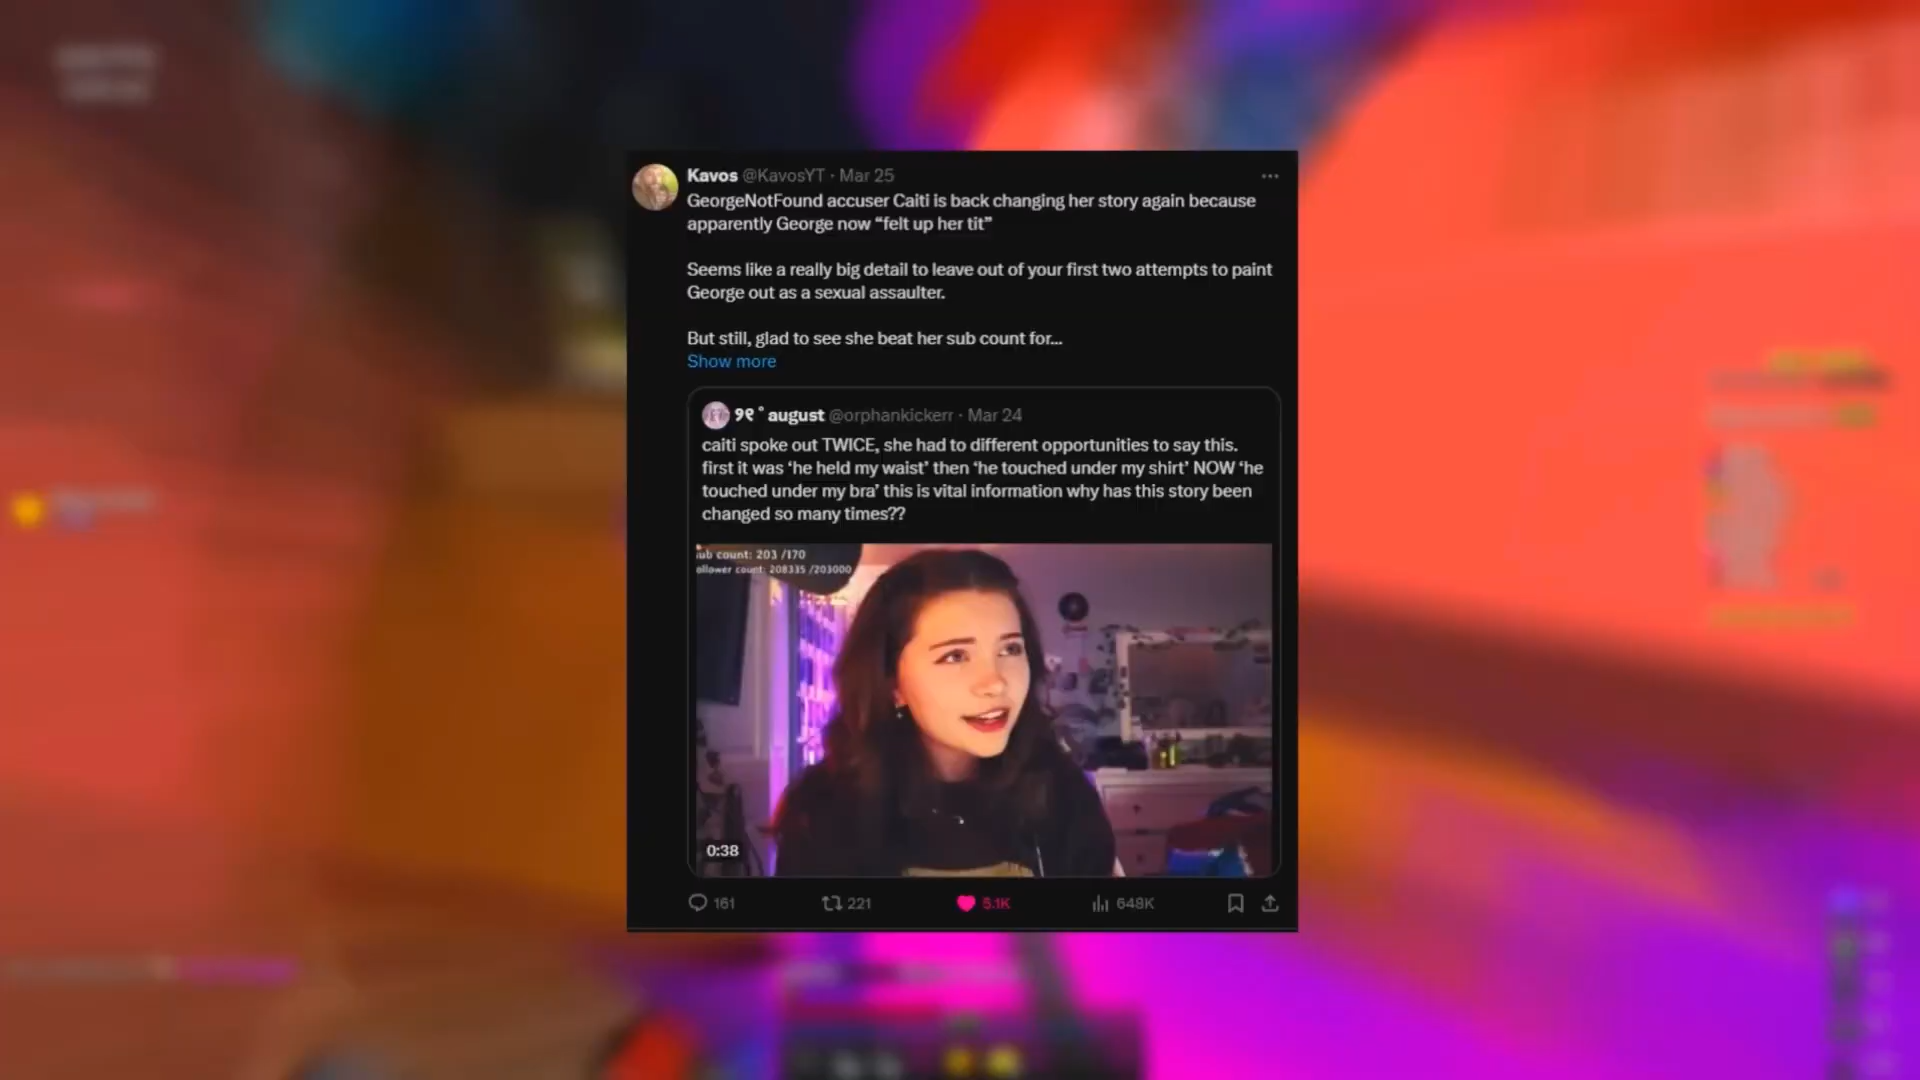 Kavos @KavosYT · Mar 25
GeorgeNotFound accuser Caiti is back changing her story again because
apparently George now “felt up her tit”
Seems like a really big detail to leave out of your first two attempts to paint
George out as a sexual assaulter.
But still, glad to see she beat her sub count for...
Show more
୨୧ ˚ august @orphankickerr · Mar 24
caiti spoke out TWICE, she had to different opportunities to say this.
first it was ‘he held my waist’ then ‘he touched under my shirt’ NOW ‘he
touched under my bra’ this is vital information why has this story been
changed so many times??
ub count: 203 /170
ollower count: 208335 /203000
0:38
161
221
5.1K
648K